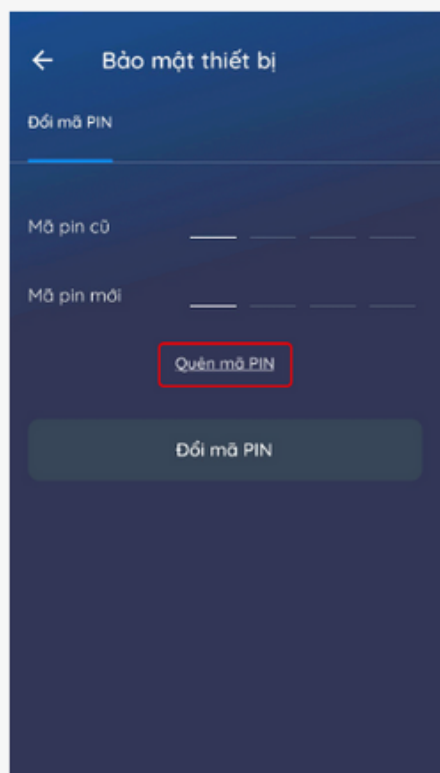 Bảo mật thiết bị
Đổi mã PIN
Mã pin cũ
Mã pin mới
Quên mã PIN
Đổi mã PIN